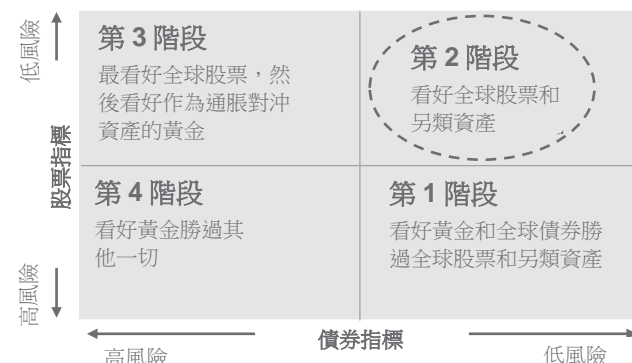 低風險
股票指標
高風險
第 3 階段
最看好全球股票，然
後看好作為通脹對沖
資產的黃金
第 2 階段
看好全球股票和
另類資產
第 4 階段
看好黃金勝過其
他一切
第 1 階段
看好黃金和全球債券勝
過全球股票和另類資產
高風險
債券指標
低風險